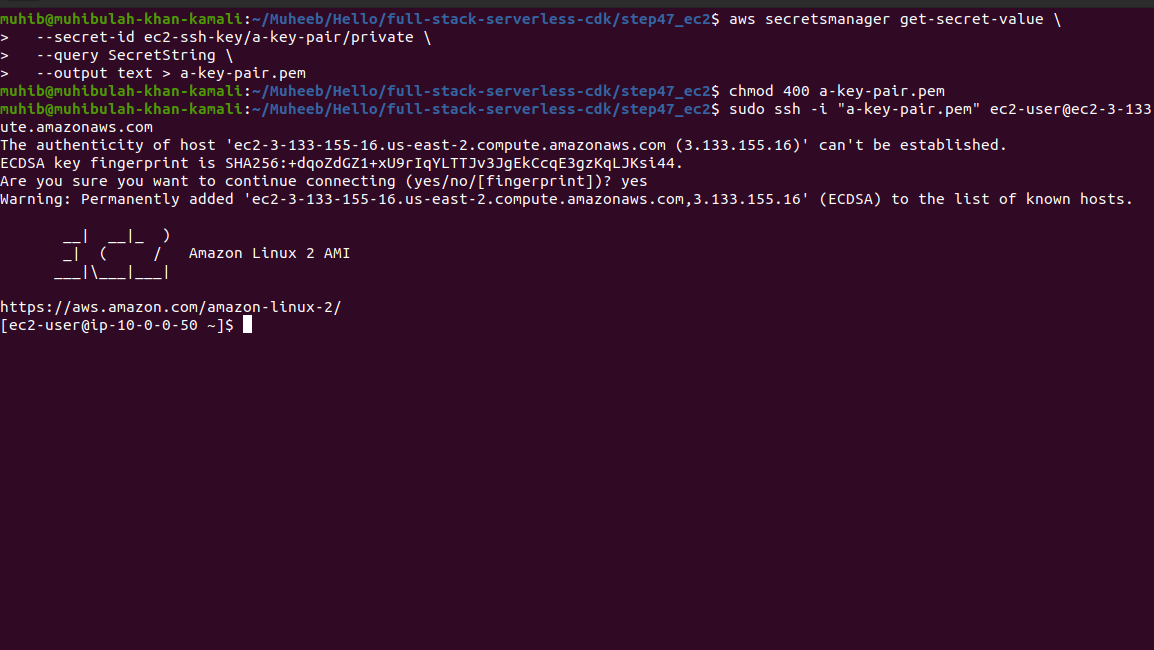 muhib@muhibulah-khan-kamali:~/Muheeb/Hello/full-stack-serverless-cdk/step47_ec2$ aws secretsmanager get-secret-value \
>   --secret-id ec2-ssh-key/a-key-pair/private \
>   --query SecretString \
>   --output text > a-key-pair.pem
muhib@muhibulah-khan-kamali:~/Muheeb/Hello/full-stack-serverless-cdk/step47_ec2$ chmod 400 a-key-pair.pem
muhib@muhibulah-khan-kamali:~/Muheeb/Hello/full-stack-serverless-cdk/step47_ec2$ sudo ssh -i "a-key-pair.pem" ec2-user@ec2-3-133
ute.amazonaws.com
The authenticity of host 'ec2-3-133-155-16.us-east-2.compute.amazonaws.com (3.133.155.16)' can't be established.
ECDSA key fingerprint is SHA256:+dqoZdGZ1+xU9rIqYLTTJv3JgEkCcqE3gzKqLJKsi44.
Are you sure you want to continue connecting (yes/no/[fingerprint])? yes
Warning: Permanently added 'ec2-3-133-155-16.us-east-2.compute.amazonaws.com,3.133.155.16' (ECDSA) to the list of known hosts.

       __|  __|_  )
       _|  (     /   Amazon Linux 2 AMI
      ___|\___|___|

https://aws.amazon.com/amazon-linux-2/
[ec2-user@ip-10-0-0-50 ~]$